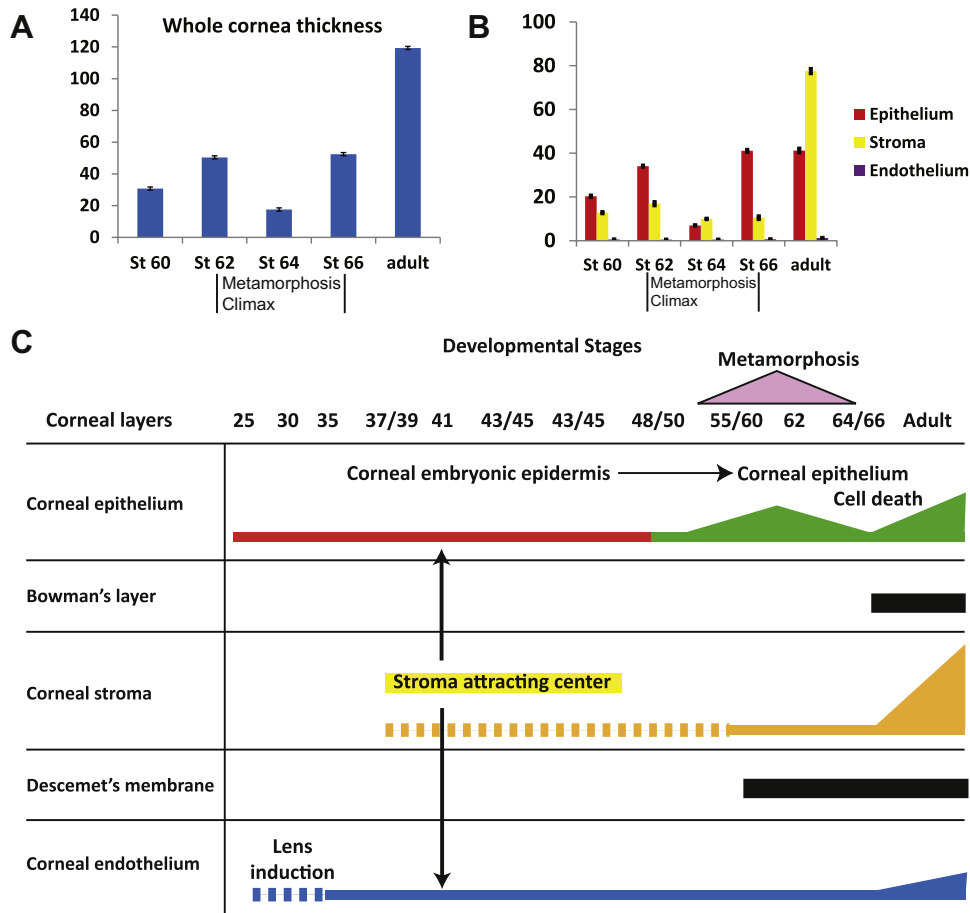 A
Whole cornea thickness
140
120
100
80
60
40
20
0
St 60 St 62 St 64 St 66 adult
Metamorphosis
Climax
B
100
80
60
40
20
0
Epithelium
Stroma
Endothelium
St 60 St 62 St 64 St 66 adult
Metamorphosis
Climax
C
Developmental Stages
Metamorphosis
Corneal layers 25 30 35 37/39 41 43/45 43/45 48/50 55/60 62 64/66 Adult
Corneal embryonic epidermis Corneal epithelium
Cell death
Corneal epithelium
Bowman's layer
Stroma attracting center
Corneal stroma
Descemet's membrane
Lens
induction
Corneal endothelium